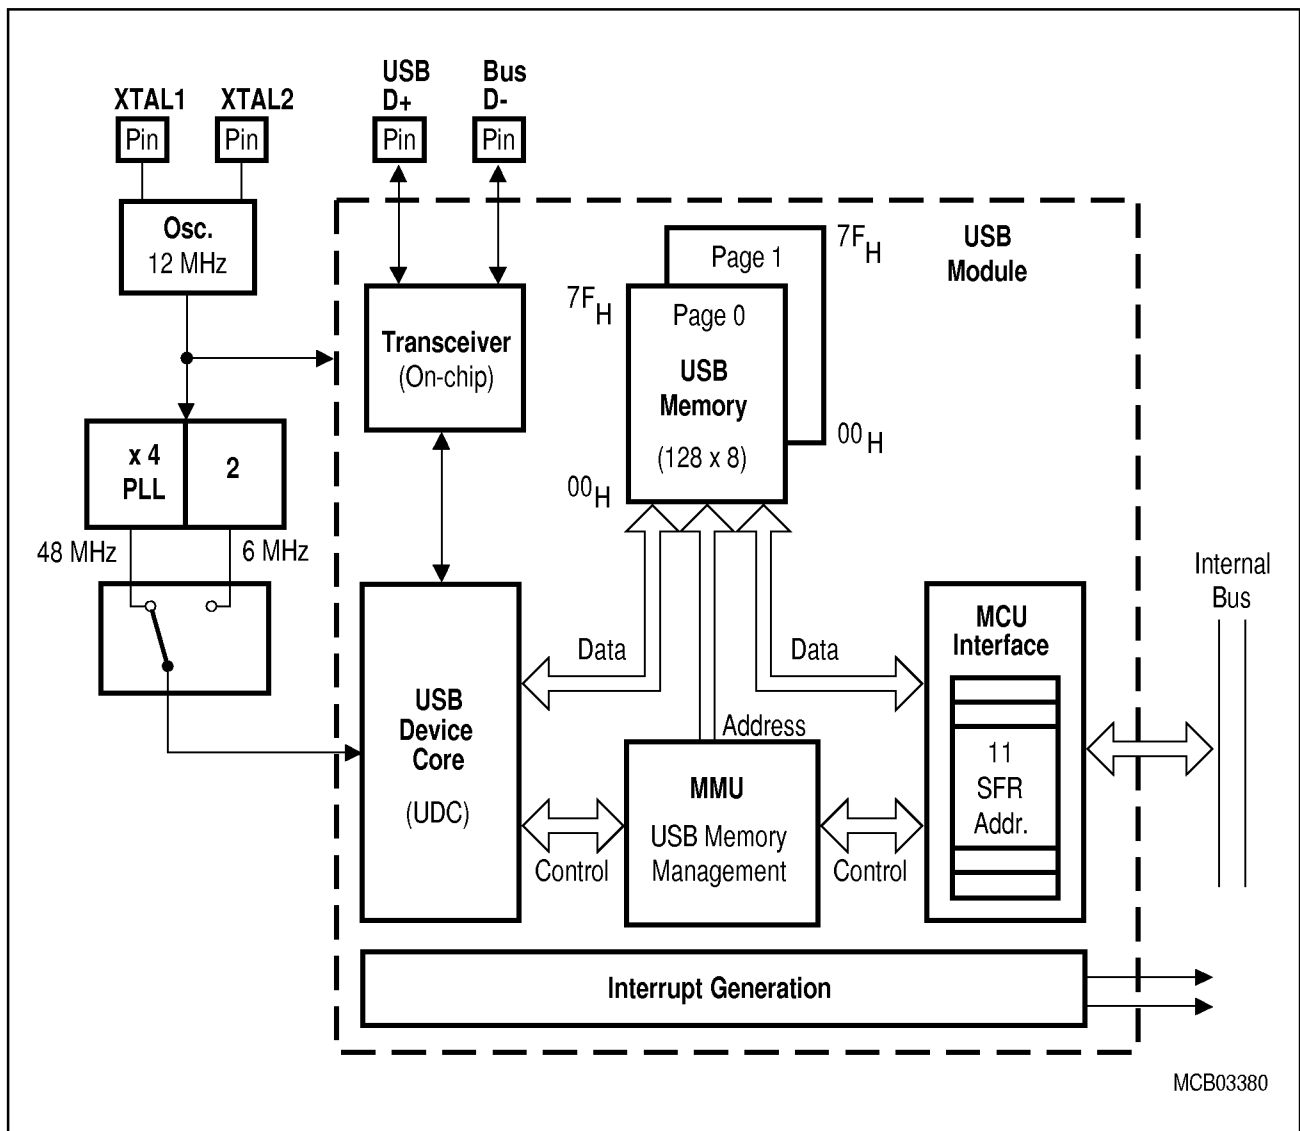 USB Bus
XTAL1 XTAL2 D+ D-
Pin Pin Pin Pin
Osc.
12 MHz
USB
Module
Page 1
7FH
7FH
Page 0
USB
Memory
(128 x 8)
00H
00H
Transceiver
(On-chip)
x 4
PLL
2
48 MHz
6 MHz
Internal
Bus
MCU
Interface
Data
Data
USB
Device
Core
(UDC)
Address
MMU
USB Memory
Management
11
SFR
Addr.
Control
Control
Interrupt Generation
MCB03380